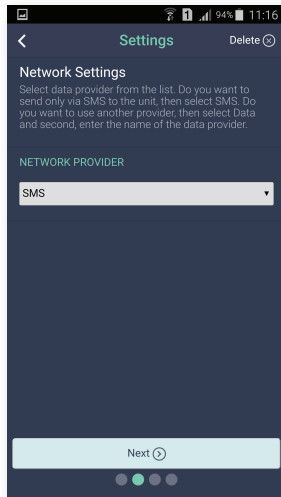 1 94% 11:16
Settings Delete
Network Settings
Select data provider from the list. Do you want to
send only via SMS to the unit, then select SMS. Do
you want to use another provider, then select Data
and second, enter the name of the data provider.
NETWORK PROVIDER
SMS
Next